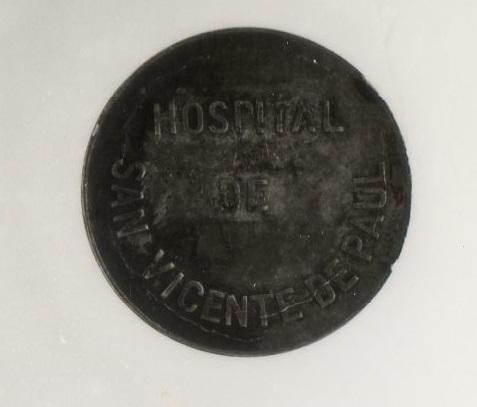 HOSPITAL
DE
SAN VICENTE DE PAUL